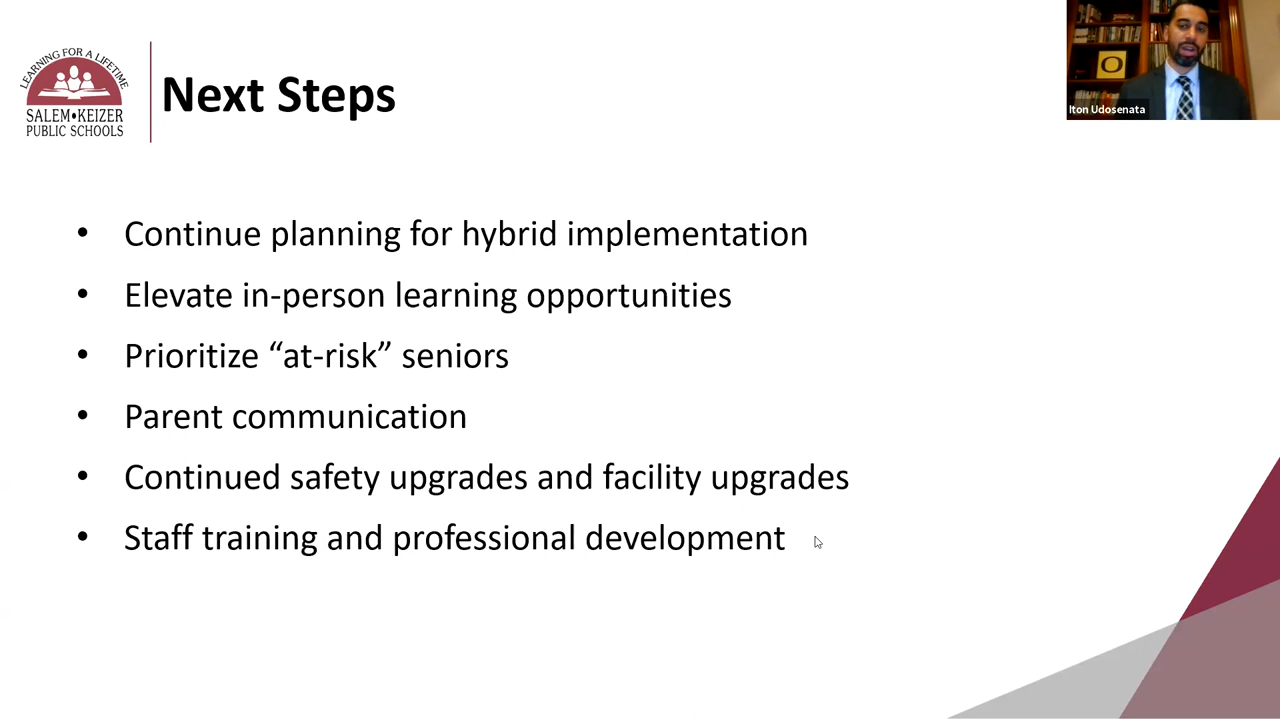 LEARNING FOR A LIFETIME
SALEM•KEIZER
PUBLIC SCHOOLS
Next Steps
O
Iton Udosenata
• Continue planning for hybrid implementation
• Elevate in-person learning opportunities
• Prioritize “at-risk” seniors
• Parent communication
• Continued safety upgrades and facility upgrades
• Staff training and professional development